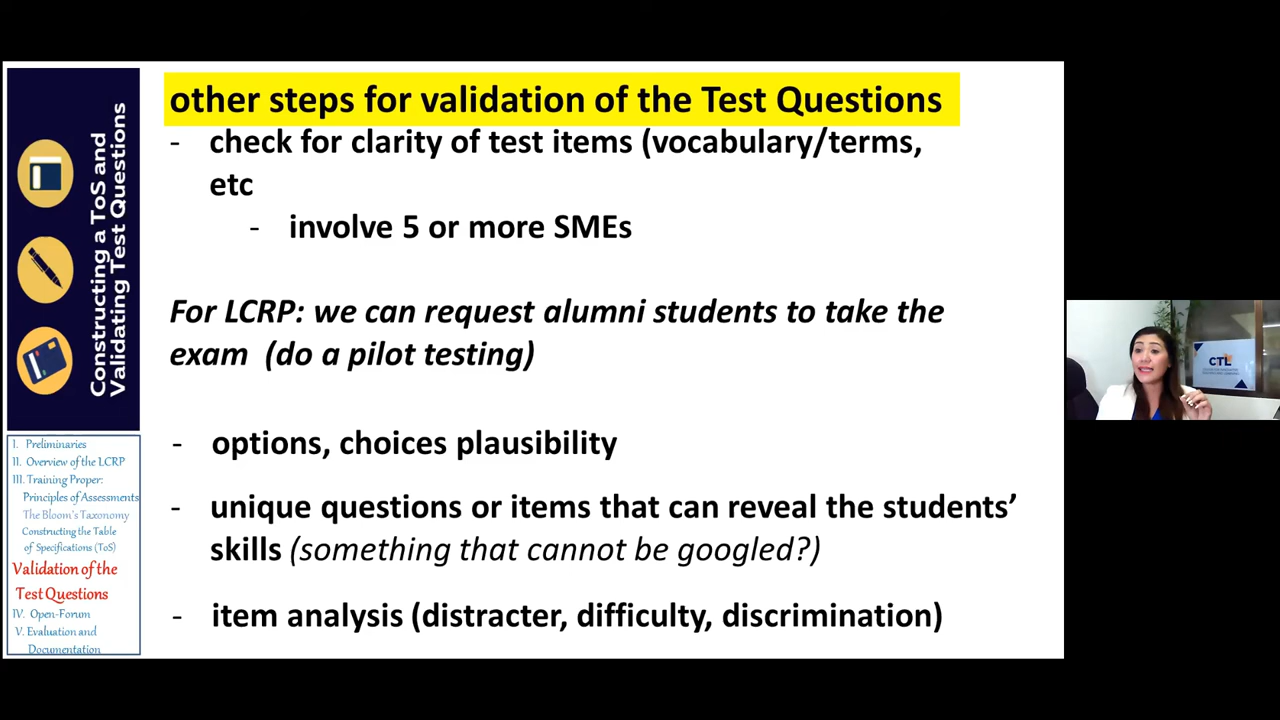 Constructing a ToS and
Validating Test Questions
I. Preliminaries
II. Overview of the LCRP
III. Training Proper:
Principles of Assessments
The Bloom's Taxonomy
Constructing the Table
of Specifications (ToS)
Validation of the
Test Questions
IV. Open-Forum
V. Evaluation and
Documentation
other steps for validation of the Test Questions
- check for clarity of test items (vocabulary/terms,
etc
- involve 5 or more SMEs
For LCRP: we can request alumni students to take the
exam (do a pilot testing)
- options, choices plausibility
- unique questions or items that can reveal the students’
skills (something that cannot be googled?)
- item analysis (distracter, difficulty, discrimination)
CTL